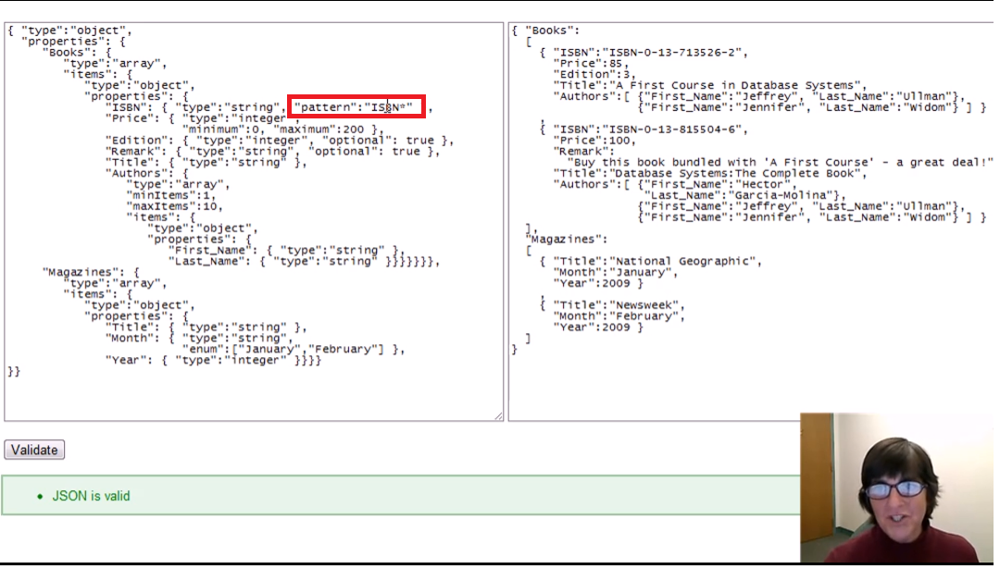 { "type":"object",
"properties": {
"Books": {
"type":"array",
"items": {
"type":"object",
"properties": {
"ISBN": { "type":"string", "pattern":"ISBN*" ,
"Price": { "type":"integer",
"minimum":0, "maximum":200 },
"Edition": { "type":"integer", "optional": true },
"Remark": { "type":"string", "optional": true },
"Title": { "type":"string" },
"Authors": {
"type":"array",
"minItems":1,
"maxItems":10,
"items": {
"type":"object",
"properties": {
"First_Name": { "type":"string" },
"Last_Name": { "type":"string" }}}}}}},
"Magazines": {
"type":"array",
"items": {
"type":"object",
"properties": {
"Title": { "type":"string" },
"Month": { "type":"string",
"enum":["January","February"] },
"Year": { "type":"integer" }}}}
}}
{ "Books":
[
{ "ISBN":"ISBN-0-13-713526-2",
"Price":85,
"Edition":3,
"Title":"A First Course in Database Systems",
"Authors":[ {"First_Name":"Jeffrey", "Last_Name":"Ullman"},
{"First_Name":"Jennifer", "Last_Name":"Widom"} ] }
,
{ "ISBN":"ISBN-0-13-815504-6",
"Price":100,
"Remark":
"Buy this book bundled with 'A First Course' - a great deal!"
"Title":"Database Systems:The Complete Book",
"Authors":[ {"First_Name":"Hector",
"Last_Name":"Garcia-Molina"},
{"First_Name":"Jeffrey", "Last_Name":"Ullman"},
{"First_Name":"Jennifer", "Last_Name":"Widom"} ] }
],
"Magazines":
[
{ "Title":"National Geographic",
"Month":"January",
"Year":2009 }
,
{ "Title":"Newsweek",
"Month":"February",
"Year":2009 }
]
}
Validate
• JSON is valid